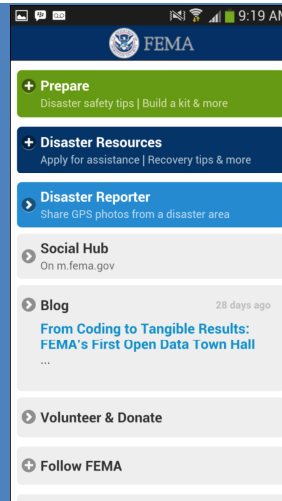 9:19 AM
FEMA
Prepare
Disaster safety tips | Build a kit & more
Disaster Resources
Apply for assistance | Recovery tips & more
Disaster Reporter
Share GPS photos from a disaster area
Social Hub
On m.fema.gov
Blog 28 days ago
From Coding to Tangible Results:
FEMA's First Open Data Town Hall
...
Volunteer & Donate
Follow FEMA